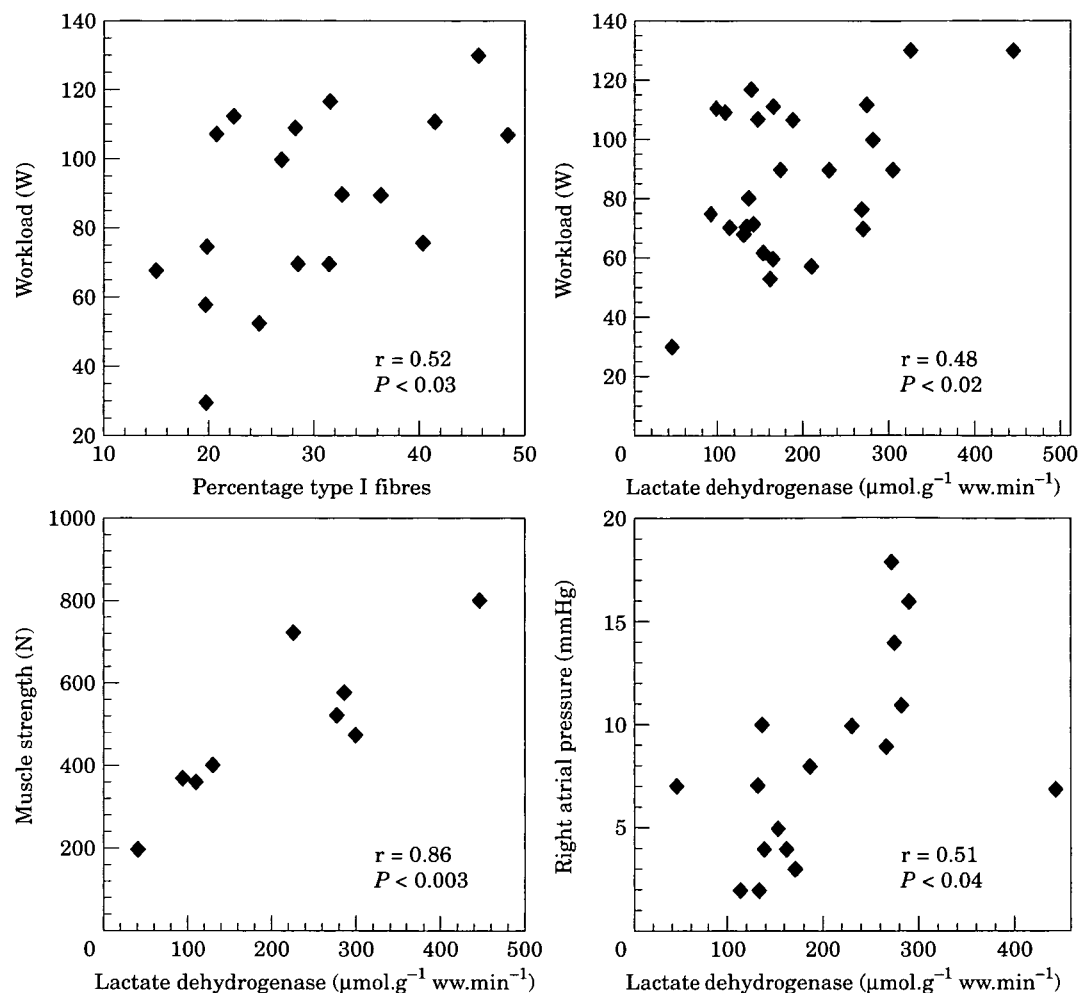 140
120
100
80
60
40
20
10
20
30
40
50
Workload (W)
Percentage type I fibres
r = 0.52
P < 0.03
140
120
100
80
60
40
20
0
100
200
300
400
500
Workload (W)
Lactate dehydrogenase (μmol.g⁻¹ ww.min⁻¹)
r = 0.48
P < 0.02
1000
800
600
400
200
0
100
200
300
400
500
Muscle strength (N)
Lactate dehydrogenase (μmol.g⁻¹ ww.min⁻¹)
r = 0.86
P < 0.003
20
15
10
5
0
100
200
300
400
Right atrial pressure (mmHg)
Lactate dehydrogenase (μmol.g⁻¹ ww.min⁻¹)
r = 0.51
P < 0.04